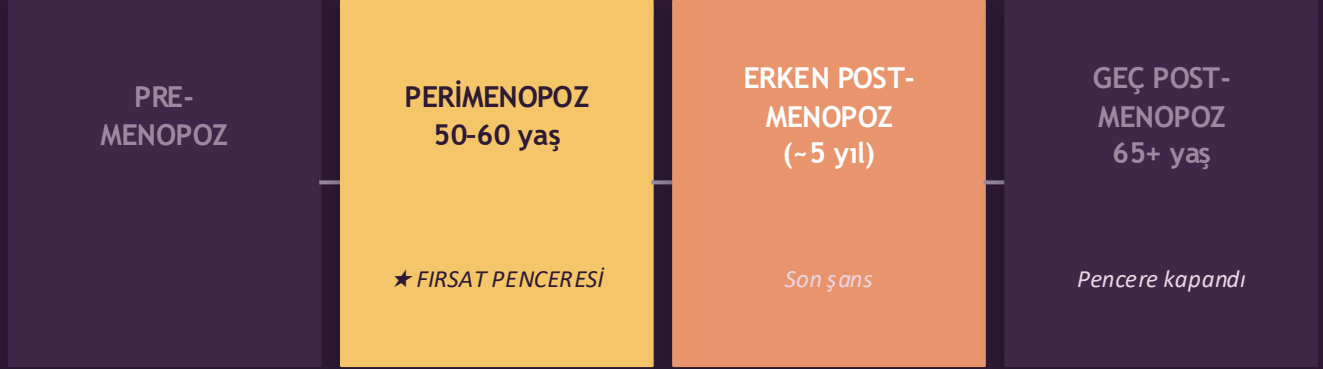 PRE-
MENOPOZ
PERİMENOPOZ
50-60 yaş
★ FIRSAT PENCERESİ
ERKEN POST-
MENOPOZ
(~5 yıl)
Son şans
GEÇ POST-
MENOPOZ
65+ yaş
Pencere kapandı